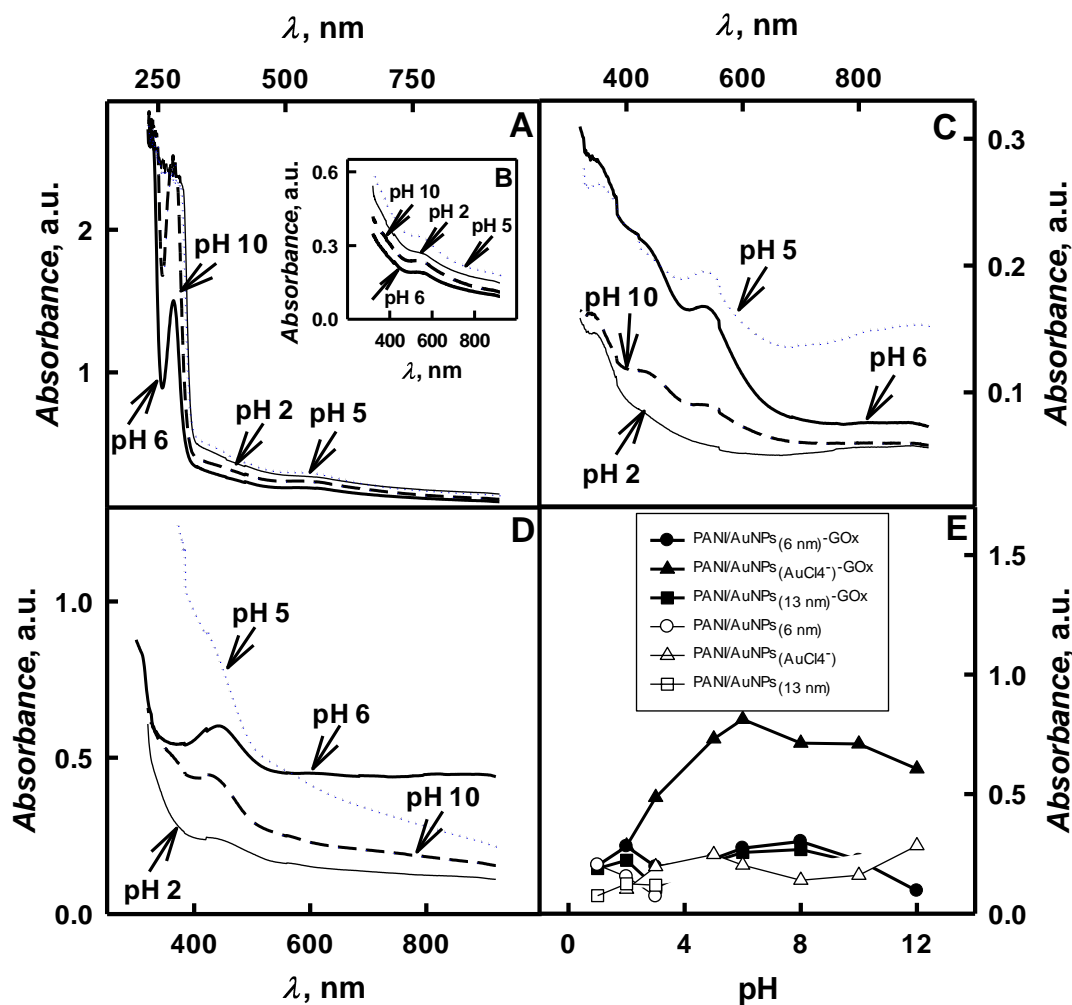 λ, nm
λ, nm
250 500 750
400 600 800
A
2
1
Absorbance, a.u.
pH 10
pH 6
pH 2
pH 5
B
0.6
0.3
0.0
Absorbance, a.u.
pH 10
pH 2
pH 5
pH 6
400 600 800
λ, nm
C
0.3
0.2
0.1
Absorbance, a.u.
pH 5
pH 10
pH 6
pH 2
D
1.0
0.5
0.0
Absorbance, a.u.
pH 5
pH 6
pH 10
pH 2
400 600 800
λ, nm
E
PANI/AuNPs(6 nm)-GOx
PANI/AuNPs(AuCl4-)-GOx
PANI/AuNPs(13 nm)-GOx
PANI/AuNPs(6 nm)
PANI/AuNPs(AuCl4-)
PANI/AuNPs(13 nm)
1.5
1.0
0.5
0.0
Absorbance, a.u.
0 4 8 12
pH